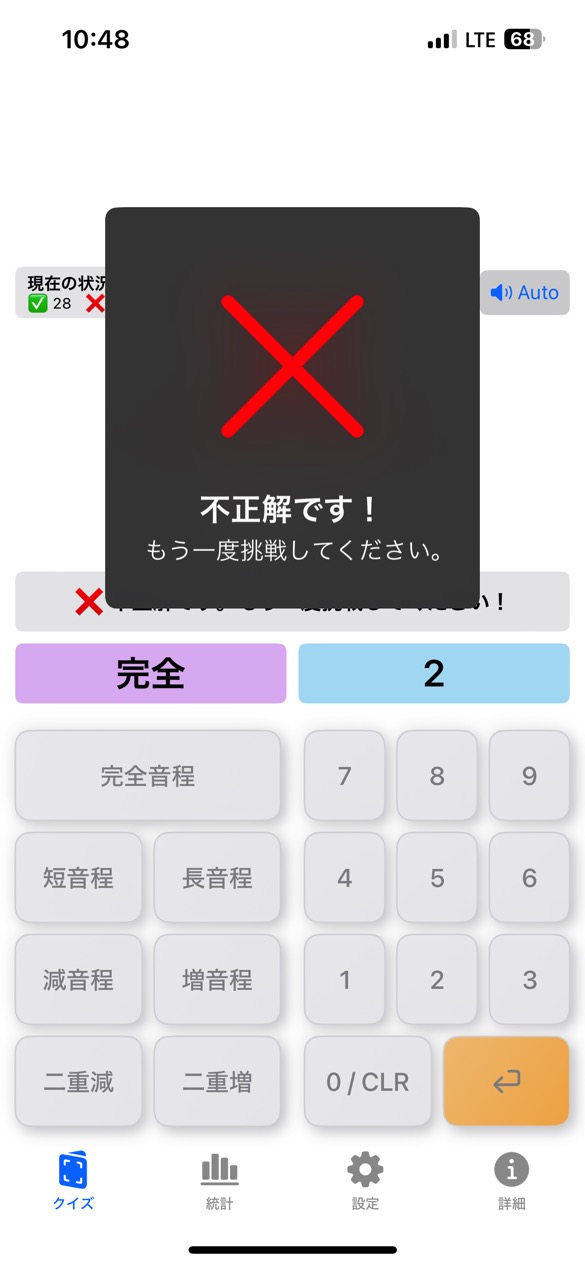 10:48
LTE 68
現在の状況
✅ 28 ❌
Auto
不正解です！
もう一度挑戦してください。
い！
完全
2
完全音程
7
8
9
短音程
長音程
4
5
6
減音程
増音程
1
2
3
二重減
二重増
0 / CLR
クイズ
統計
設定
詳細